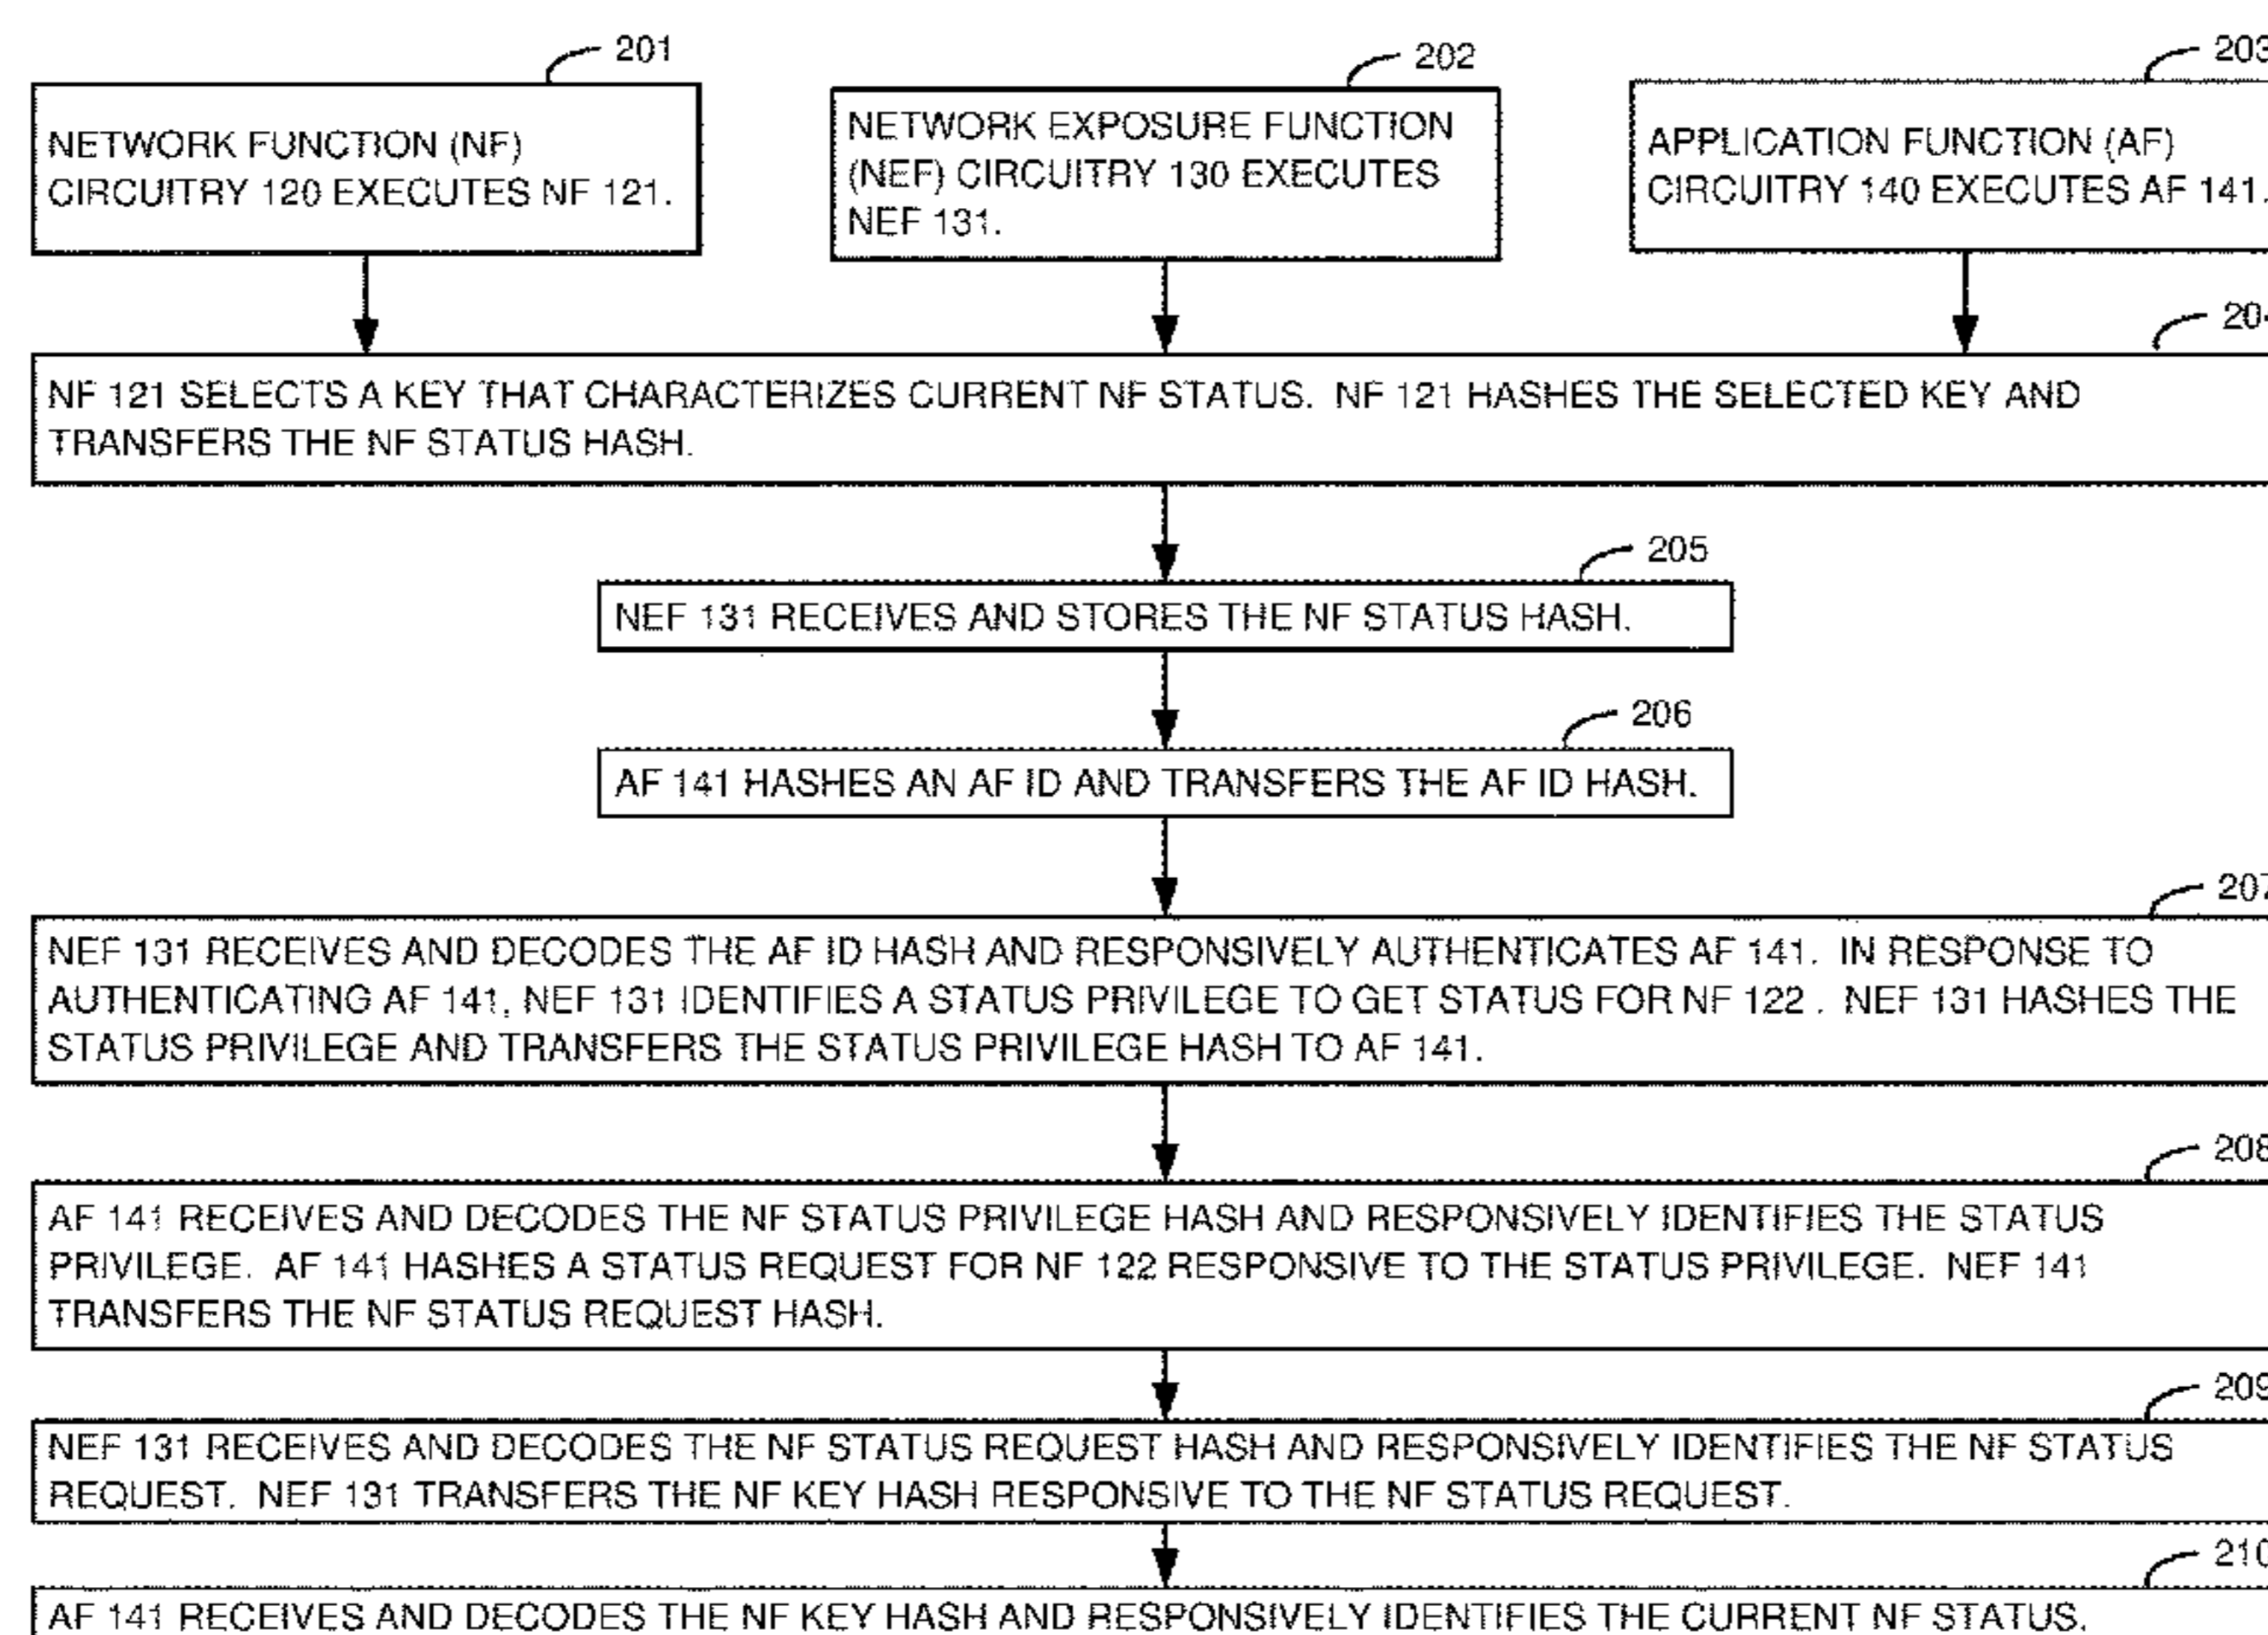 201
202
203
NETWORK FUNCTION (NF)
CIRCUITRY 120 EXECUTES NF 121.
NETWORK EXPOSURE FUNCTION
(NEF) CIRCUITRY 130 EXECUTES
NEF 131.
APPLICATION FUNCTION (AF)
CIRCUITRY 140 EXECUTES AF 141.
204
NF 121 SELECTS A KEY THAT CHARACTERIZES CURRENT NF STATUS. NF 121 HASHES THE SELECTED KEY AND
TRANSFERS THE NF STATUS HASH.
205
NEF 131 RECEIVES AND STORES THE NF STATUS HASH.
206
AF 141 HASHES AN AF ID AND TRANSFERS THE AF ID HASH.
207
NEF 131 RECEIVES AND DECODES THE AF ID HASH AND RESPONSIVELY AUTHENTICATES AF 141. IN RESPONSE TO
AUTHENTICATING AF 141, NEF 131 IDENTIFIES A STATUS PRIVILEGE TO GET STATUS FOR NF 122 . NEF 131 HASHES THE
STATUS PRIVILEGE AND TRANSFERS THE STATUS PRIVILEGE HASH TO AF 141.
208
AF 141 RECEIVES AND DECODES THE NF STATUS PRIVILEGE HASH AND RESPONSIVELY IDENTIFIES THE STATUS
PRIVILEGE. AF 141 HASHES A STATUS REQUEST FOR NF 122 RESPONSIVE TO THE STATUS PRIVILEGE. NEF 141
TRANSFERS THE NF STATUS REQUEST HASH.
209
NEF 131 RECEIVES AND DECODES THE NF STATUS REQUEST HASH AND RESPONSIVELY IDENTIFIES THE NF STATUS
REQUEST. NEF 131 TRANSFERS THE NF KEY HASH RESPONSIVE TO THE NF STATUS REQUEST.
210
AF 141 RECEIVES AND DECODES THE NF KEY HASH AND RESPONSIVELY IDENTIFIES THE CURRENT NF STATUS.